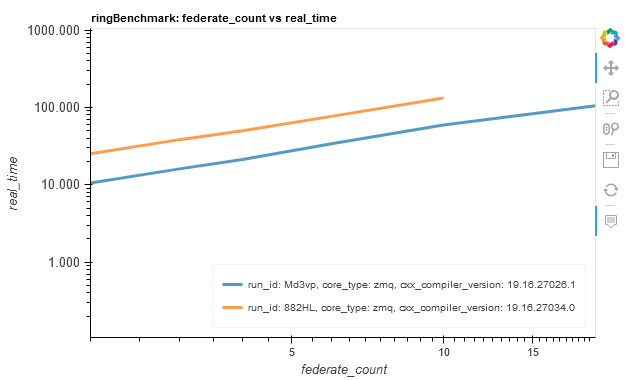 ringBenchmark: federate_count vs real_time
1000.000
100.000
10.000
1.000
real_time
run_id: Md3vp, core_type: zmq, cxx_compiler_version: 19.16.27026.1
run_id: 882HL, core_type: zmq, cxx_compiler_version: 19.16.27034.0
5
10
15
federate_count